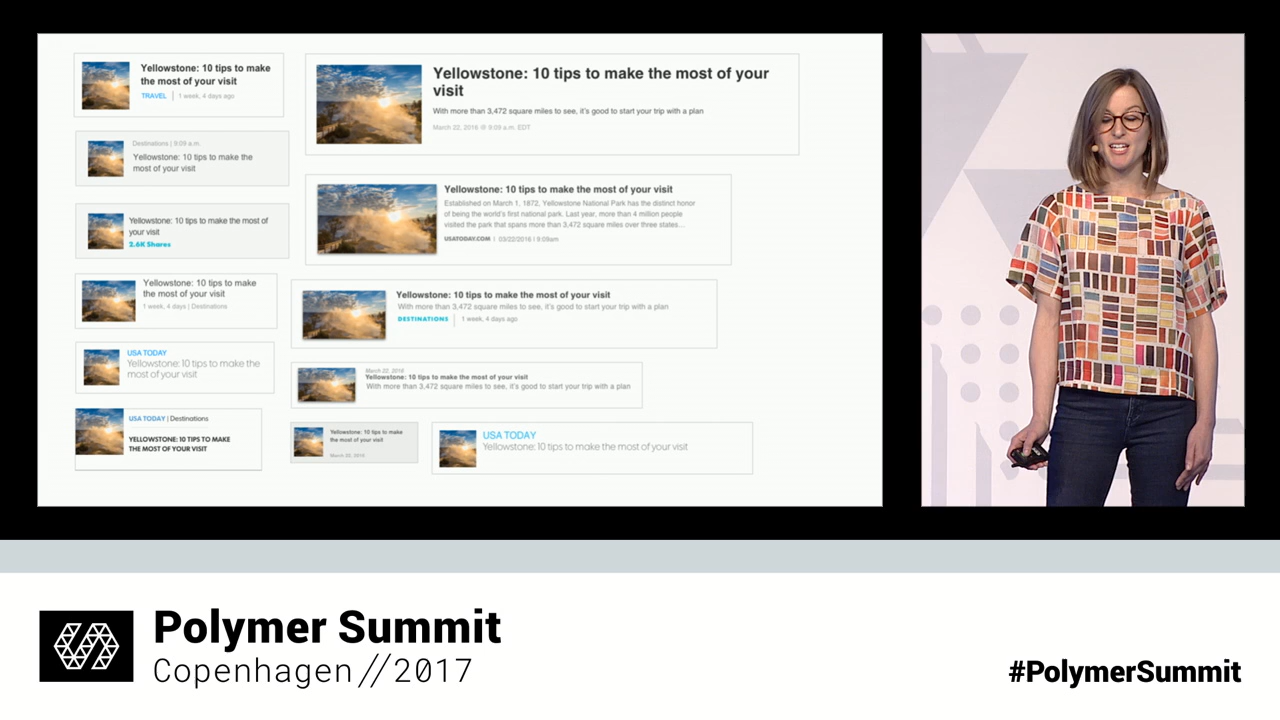 Yellowstone: 10 tips to make
the most of your visit
TRAVEL | 1 week, 4 days ago
Destinations | 9:09 a.m.
Yellowstone: 10 tips to make the
most of your visit
Yellowstone: 10 tips to make the most of
your visit
2.6K Shares
Yellowstone: 10 tips to make
the most of your visit
1 week, 4 days | Destinations
USA TODAY
Yellowstone: 10 tips to make the
most of your visit
USA TODAY | Destinations
YELLOWSTONE: 10 TIPS TO MAKE
THE MOST OF YOUR VISIT
Yellowstone: 10 tips to make the most of your
visit
With more than 3,472 square miles to see, it's good to start your trip with a plan
March 22, 2016 @ 9:09 a.m. EDT
Yellowstone: 10 tips to make the most of your visit
Established on March 1, 1872, Yellowstone National Park has the distinct honor
of being the world's first national park. Last year, more than 4 million people
visited the park that spans more than 3,472 square miles over three states...
USATODAY.COM | 03/22/2016 | 9:09am
Yellowstone: 10 tips to make the most of your visit
With more than 3,472 square miles to see, it's good to start your trip with a plan
DESTINATIONS | 1 week, 4 days ago
March 22, 2016
Yellowstone: 10 tips to make the most of your visit
With more than 3,472 square miles to see, it's good to start your trip with a plan
Yellowstone: 10 tips to make
the most of your visit
March 22, 2016
USA TODAY
Yellowstone: 10 tips to make the most of your visit
Polymer Summit
Copenhagen//2017
#PolymerSummit